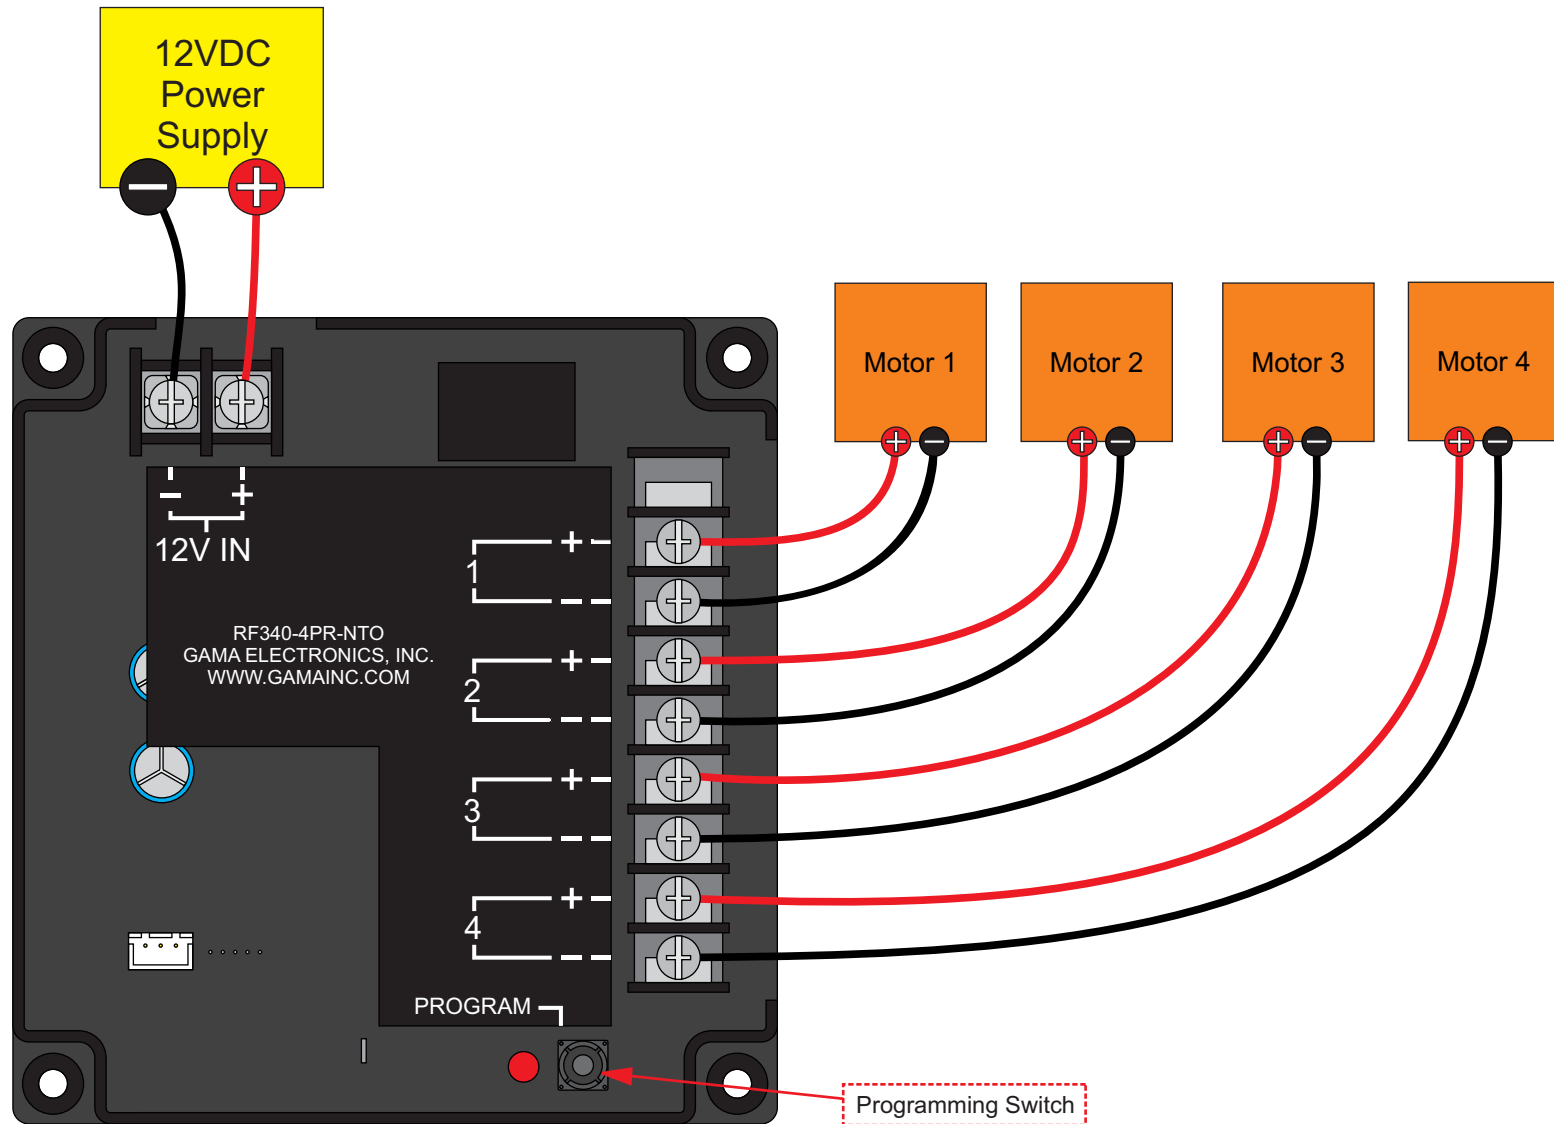 12VDC
Power
Supply
Motor 1
Motor 2
Motor 3
Motor 4
− +
12V IN
RF340-4PR-NTO
GAMA ELECTRONICS, INC.
WWW.GAMAINC.COM
1
2
3
4
PROGRAM
Programming Switch